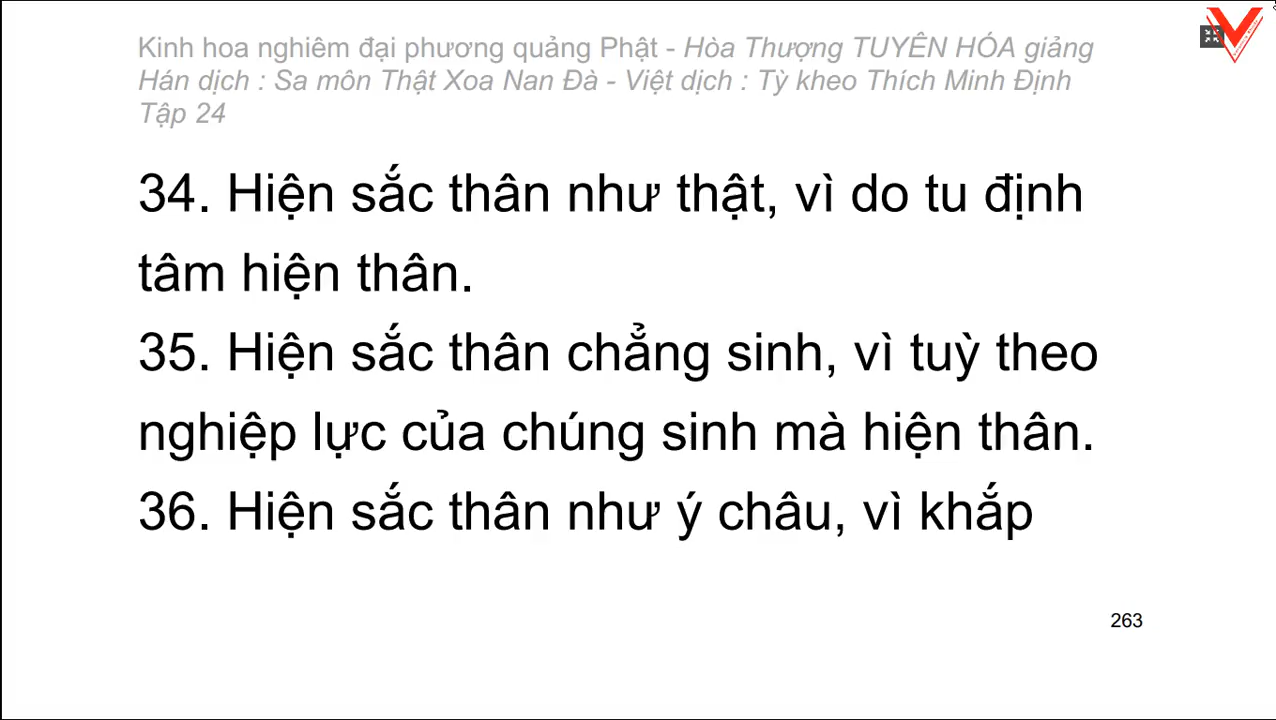 Kinh hoa nghiêm đại phương quảng Phật - Hòa Thượng TUYÊN HÓA giảng
Hán dịch : Sa môn Thật Xoa Nan Đà - Việt dịch : Tỳ kheo Thích Minh Định
Tập 24
34. Hiện sắc thân như thật, vì do tu định
tâm hiện thân.
35. Hiện sắc thân chẳng sinh, vì tuỳ theo
nghiệp lực của chúng sinh mà hiện thân.
36. Hiện sắc thân như ý châu, vì khắp
263